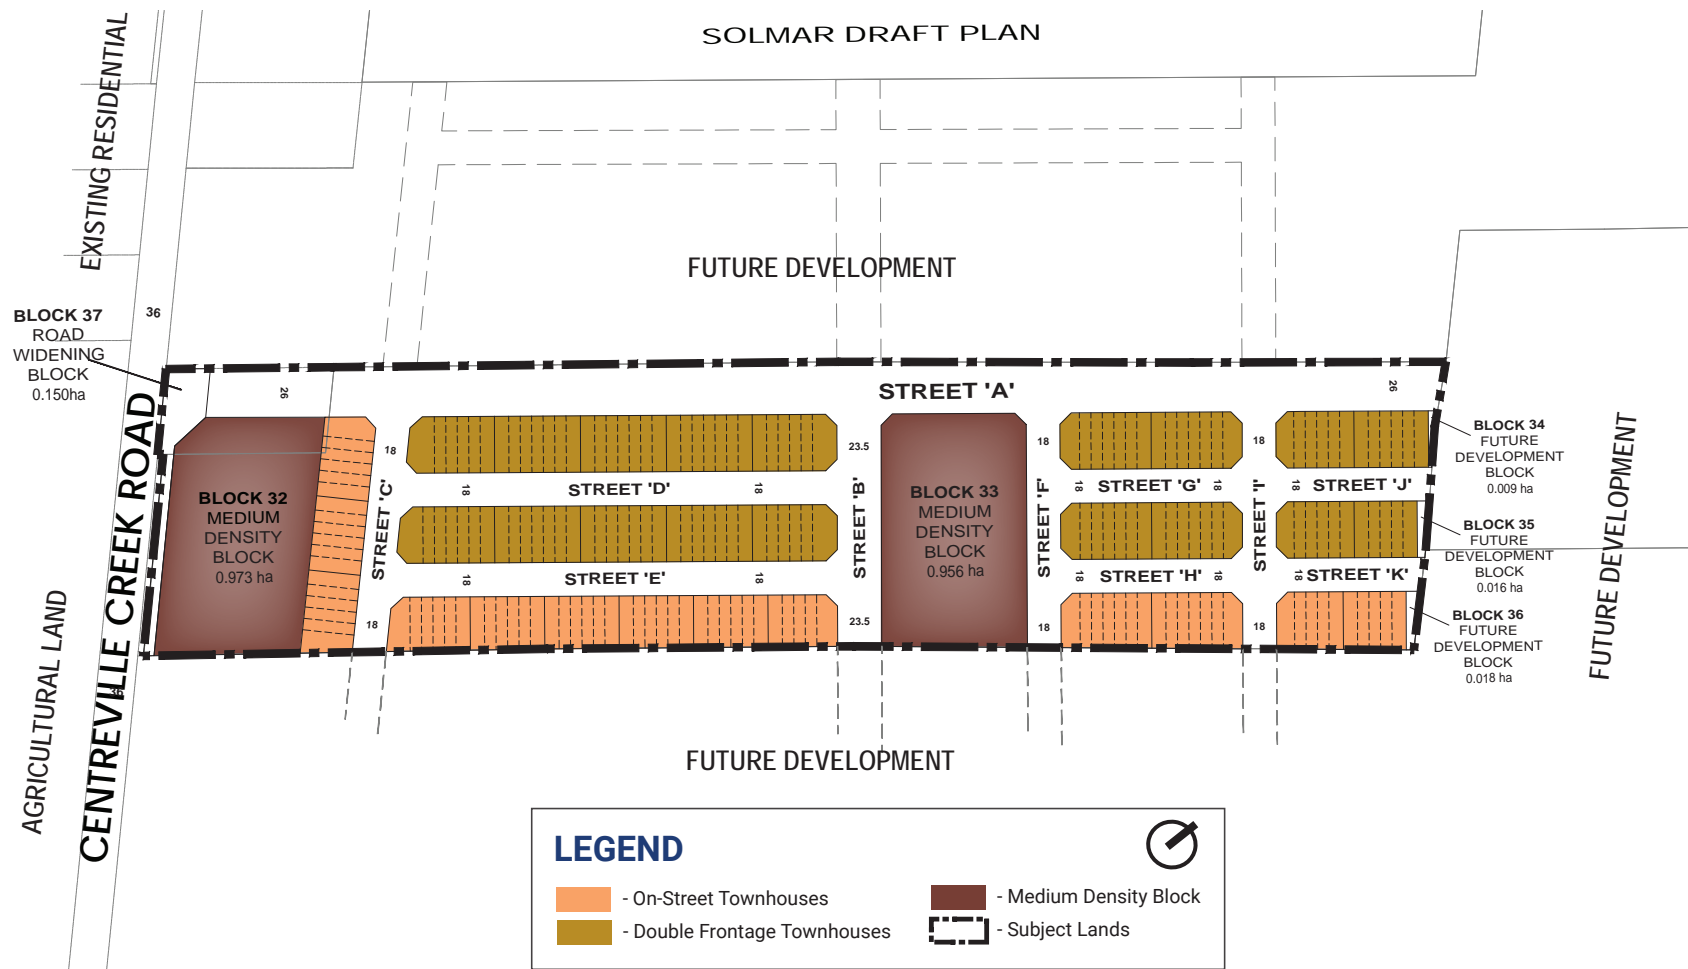 SOLMAR DRAFT PLAN
EXISTING RESIDENTIAL
FUTURE DEVELOPMENT
36
BLOCK 37
ROAD
WIDENING
BLOCK
0.150ha
26
STREET 'A'
26
CENTREVILLE CREEK ROAD
AGRICULTURAL LAND
36
BLOCK 32
MEDIUM
DENSITY
BLOCK
0.973 ha
18
STREET 'C'
18
18
STREET 'D'
18
18
STREET 'E'
18
23.5
STREET 'B'
23.5
BLOCK 33
MEDIUM
DENSITY
BLOCK
0.956 ha
18
STREET 'F'
18
18
STREET 'G'
18
18
STREET 'H'
18
18
STREET 'I'
18
18
STREET 'J'
18
STREET 'K'
BLOCK 34
FUTURE
DEVELOPMENT
BLOCK
0.009 ha
BLOCK 35
FUTURE
DEVELOPMENT
BLOCK
0.016 ha
BLOCK 36
FUTURE
DEVELOPMENT
BLOCK
0.018 ha
FUTURE DEVELOPMENT
FUTURE DEVELOPMENT
LEGEND
- On-Street Townhouses
- Double Frontage Townhouses
- Medium Density Block
- Subject Lands